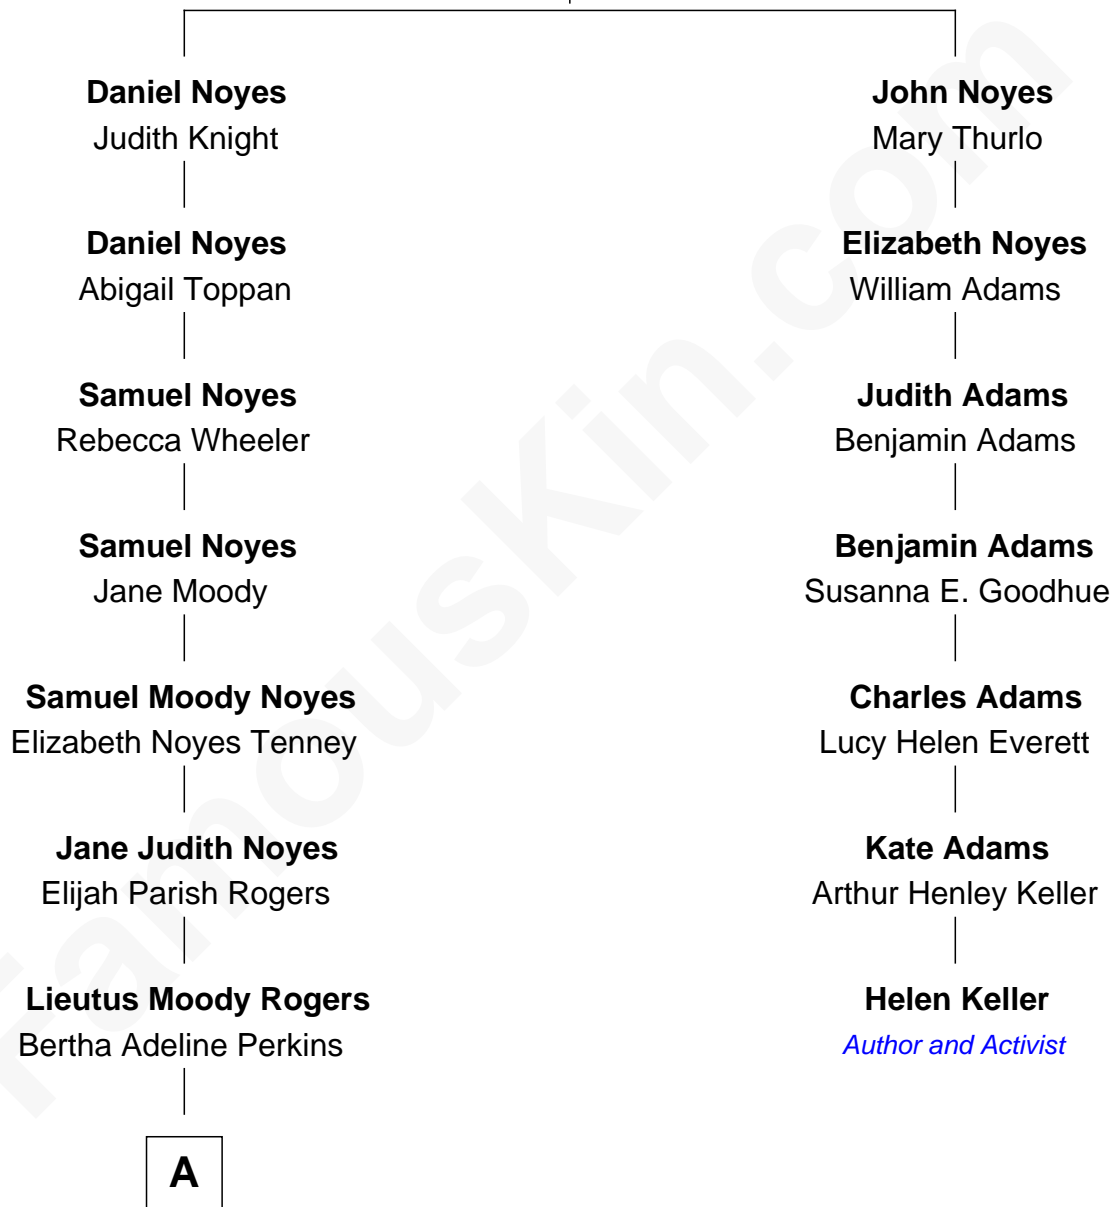 Daniel Noyes
Judith Knight
Daniel Noyes
Abigail Toppan
Samuel Noyes
Rebecca Wheeler
Samuel Noyes
Jane Moody
Samuel Moody Noyes
Elizabeth Noyes Tenney
Jane Judith Noyes
Elijah Parish Rogers
Lieutus Moody Rogers
Bertha Adeline Perkins
A
John Noyes
Mary Thurlo
Elizabeth Noyes
William Adams
Judith Adams
Benjamin Adams
Benjamin Adams
Susanna E. Goodhue
Charles Adams
Lucy Helen Everett
Kate Adams
Arthur Henley Keller
Helen Keller
Author and Activist
FamousKin.com